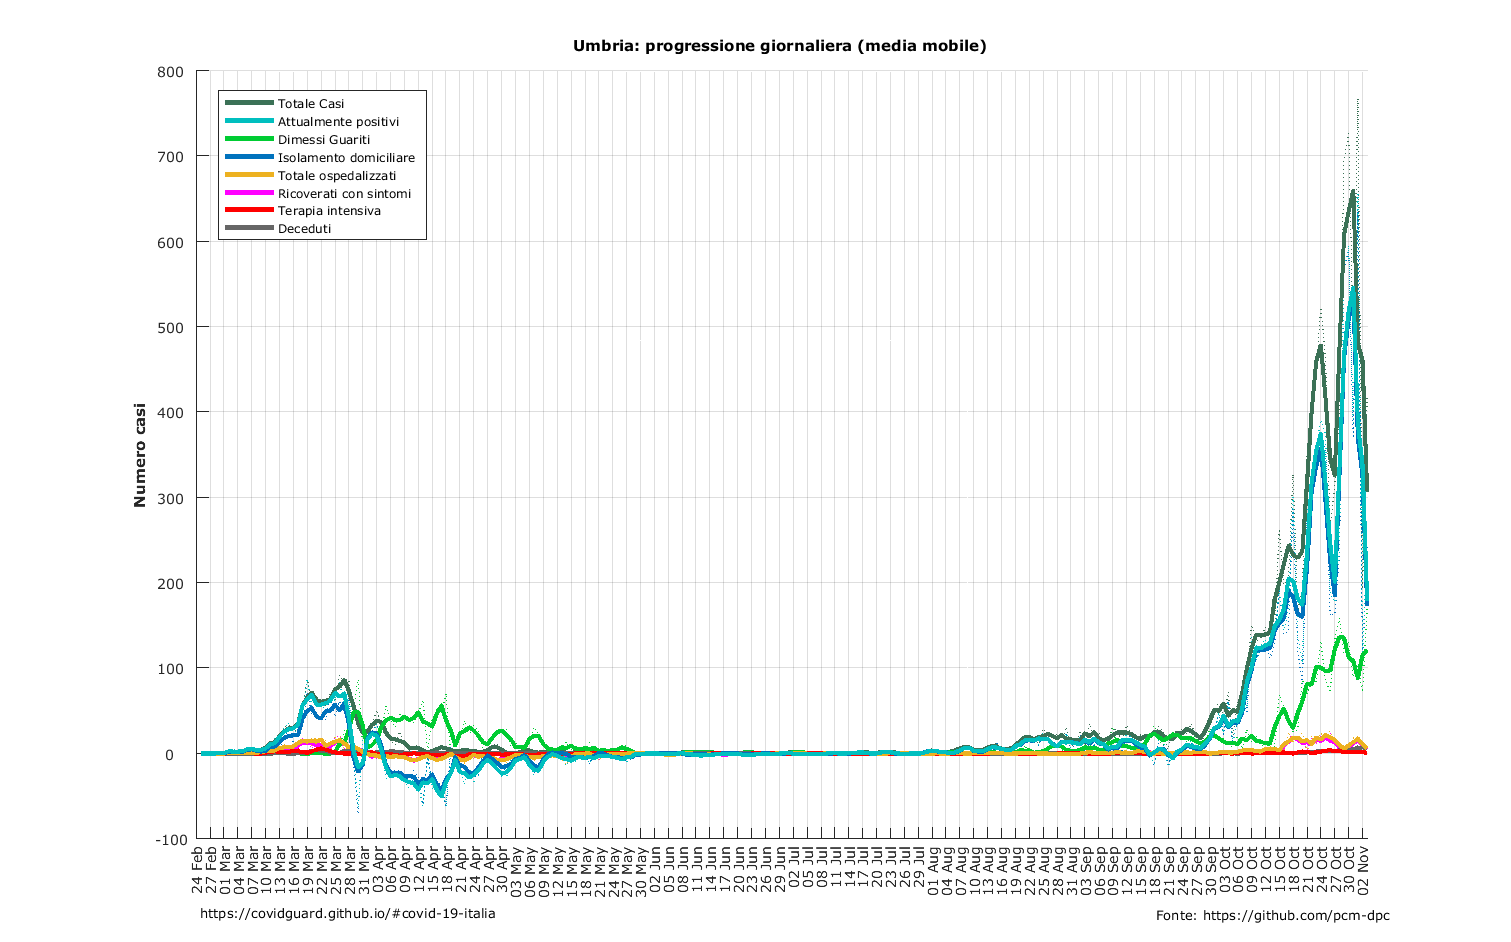 Umbria: progressione giornaliera (media mobile)
800
700
600
500
400
300
200
100
0
-100
Numero casi
Totale Casi
Attualmente positivi
Dimessi Guariti
Isolamento domiciliare
Totale ospedalizzati
Ricoverati con sintomi
Terapia intensiva
Deceduti
24 Feb
27 Feb
01 Mar
04 Mar
07 Mar
10 Mar
13 Mar
16 Mar
19 Mar
22 Mar
25 Mar
28 Mar
31 Mar
03 Apr
06 Apr
09 Apr
12 Apr
15 Apr
18 Apr
21 Apr
24 Apr
27 Apr
30 Apr
03 May
06 May
09 May
12 May
15 May
18 May
21 May
24 May
27 May
30 May
02 Jun
05 Jun
08 Jun
11 Jun
14 Jun
17 Jun
20 Jun
23 Jun
26 Jun
29 Jun
02 Jul
05 Jul
08 Jul
11 Jul
14 Jul
17 Jul
20 Jul
23 Jul
26 Jul
29 Jul
01 Aug
04 Aug
07 Aug
10 Aug
13 Aug
16 Aug
19 Aug
22 Aug
25 Aug
28 Aug
31 Aug
03 Sep
06 Sep
09 Sep
12 Sep
15 Sep
18 Sep
21 Sep
24 Sep
27 Sep
30 Sep
03 Oct
06 Oct
09 Oct
12 Oct
15 Oct
18 Oct
21 Oct
24 Oct
27 Oct
30 Oct
02 Nov
https://covidguard.github.io/#covid-19-italia
Fonte: https://github.com/pcm-dpc